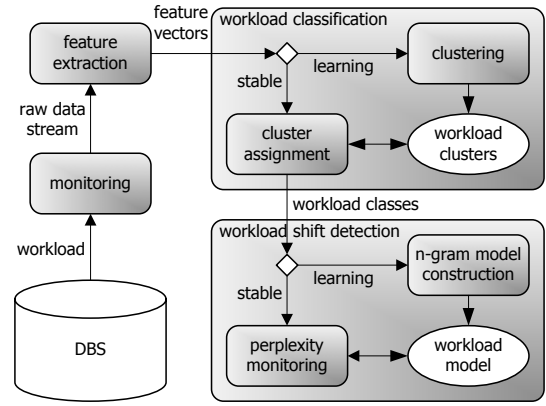 feature
vectors
workload classification
feature
extraction
learning
clustering
stable
raw data
stream
cluster
assignment
workload
clusters
monitoring
workload classes
workload shift detection
workload
n-gram model
construction
learning
stable
DBS
perplexity
monitoring
workload
model